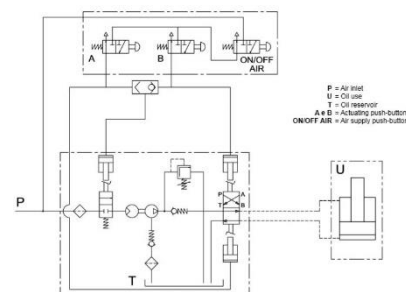 A
B
ON/OFF
AIR
P = Air inlet
U = Oil use
T = Oil reservoir
A e B = Actuating push-button
ON/OFF AIR = Air supply push-button
U
P
P A
T B
T